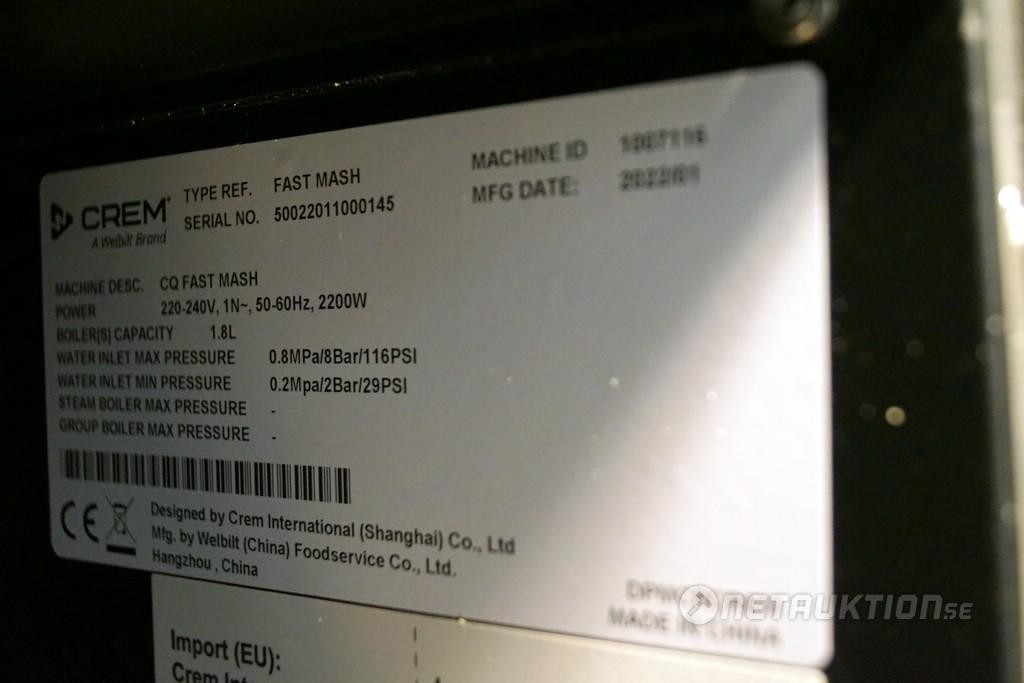 CREM
A Welbilt Brand
TYPE REF. FAST MASH
SERIAL NO. 50022011000145
MACHINE ID 1007116
MFG DATE: 2022/01
MACHINE DESC. CQ FAST MASH
POWER 220-240V, 1N~, 50-60Hz, 2200W
BOILER(S) CAPACITY 1.8L
WATER INLET MAX PRESSURE 0.8MPa/8Bar/116PSI
WATER INLET MIN PRESSURE 0.2Mpa/2Bar/29PSI
STEAM BOILER MAX PRESSURE -
GROUP BOILER MAX PRESSURE -
CE
Designed by Crem International (Shanghai) Co., Ltd
Mfg. by Welbilt (China) Foodservice Co., Ltd.
Hangzhou , China
MADE IN CHINA
NETAUKTION.SE
Import (EU):
Crem